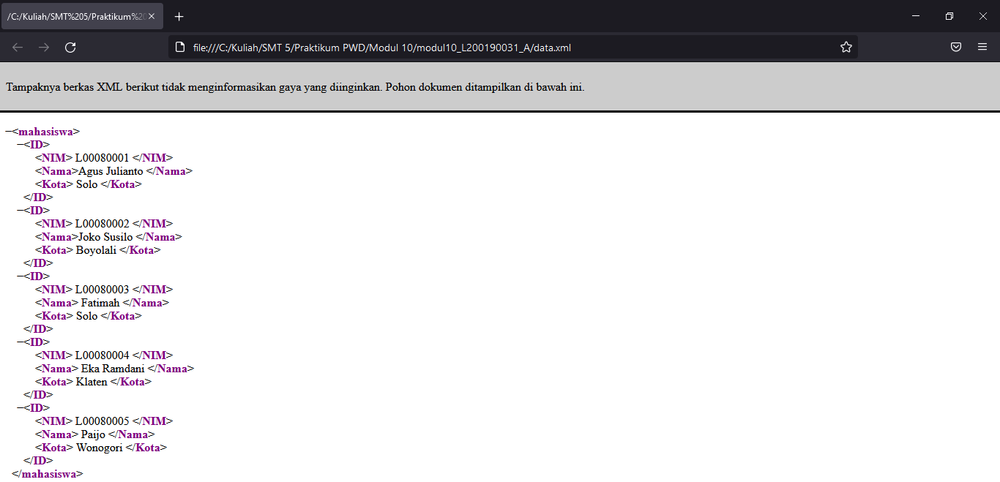 /C:/Kuliah/SMT%205/Praktikum%20
file:///C:/Kuliah/SMT 5/Praktikum PWD/Modul 10/modul10_L200190031_A/data.xml
Tampaknya berkas XML berikut tidak menginformasikan gaya yang diinginkan. Pohon dokumen ditampilkan di bawah ini.
−<mahasiswa>
−<ID>
<NIM> L00080001 </NIM>
<Nama>Agus Julianto </Nama>
<Kota> Solo </Kota>
</ID>
−<ID>
<NIM> L00080002 </NIM>
<Nama>Joko Susilo </Nama>
<Kota> Boyolali </Kota>
</ID>
−<ID>
<NIM> L00080003 </NIM>
<Nama> Fatimah </Nama>
<Kota> Solo </Kota>
</ID>
−<ID>
<NIM> L00080004 </NIM>
<Nama> Eka Ramdani </Nama>
<Kota> Klaten </Kota>
</ID>
−<ID>
<NIM> L00080005 </NIM>
<Nama> Paijo </Nama>
<Kota> Wonogori </Kota>
</ID>
</mahasiswa>